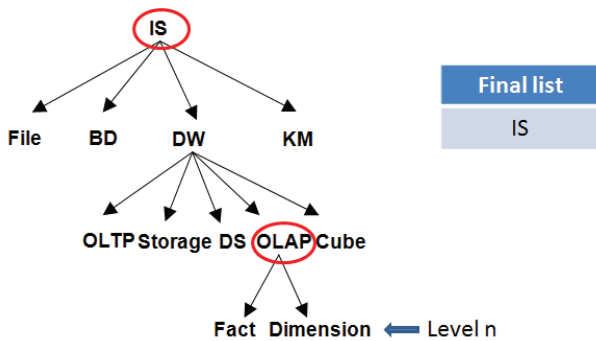 IS
Final list
IS
File BD DW KM
OLTP Storage DS OLAP Cube
Fact Dimension Level n